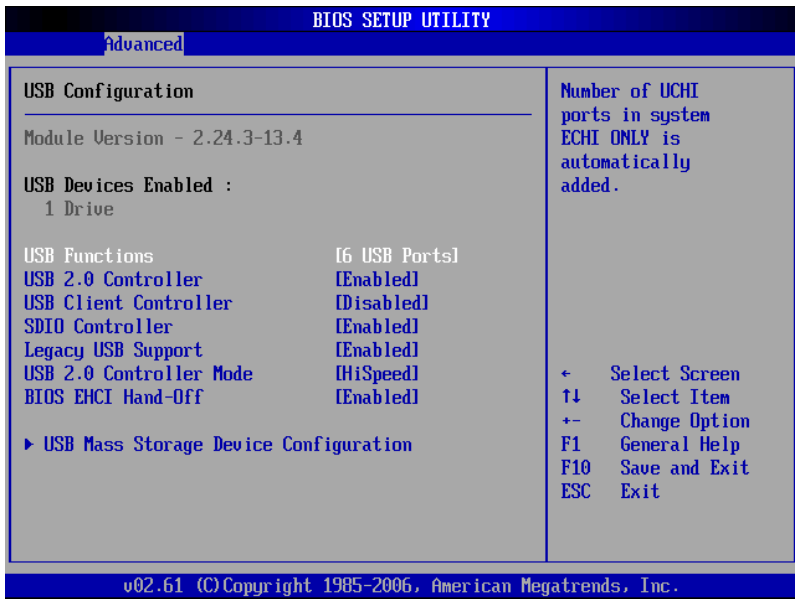 BIOS SETUP UTILITY
Advanced
USB Configuration
Module Version - 2.24.3-13.4
USB Devices Enabled :
1 Drive
USB Functions [6 USB Ports]
USB 2.0 Controller [Enabled]
USB Client Controller [Disabled]
SDIO Controller [Enabled]
Legacy USB Support [Enabled]
USB 2.0 Controller Mode [HiSpeed]
BIOS EHCI Hand-Off [Enabled]
▶ USB Mass Storage Device Configuration
Number of UCHI
ports in system
ECHI ONLY is
automatically
added.
← Select Screen
↑↓ Select Item
+- Change Option
F1 General Help
F10 Save and Exit
ESC Exit
v02.61 (C)Copyright 1985-2006, American Megatrends, Inc.